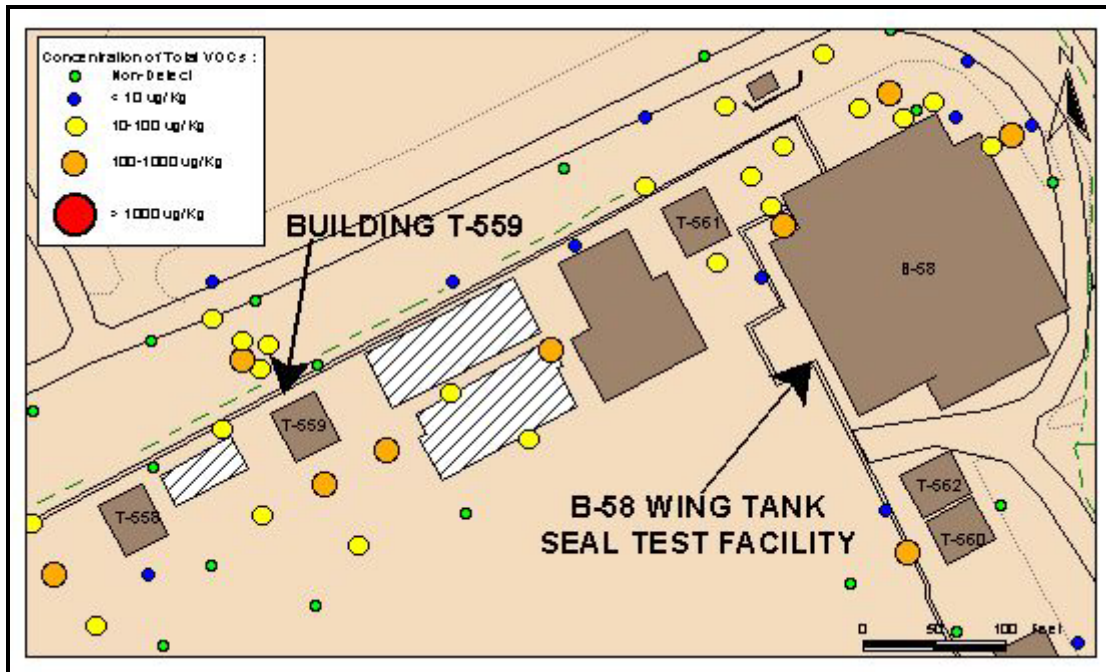 Concentration of Total VOCs :
Non-Detect
< 10 ug/Kg
10-100 ug/Kg
100-1000 ug/Kg
> 1000 ug/Kg
N
BUILDING T-559
T-561
B-58
T-559
T-558
B-58 WING TANK
SEAL TEST FACILITY
T-562
T-560
0 50 100 feet